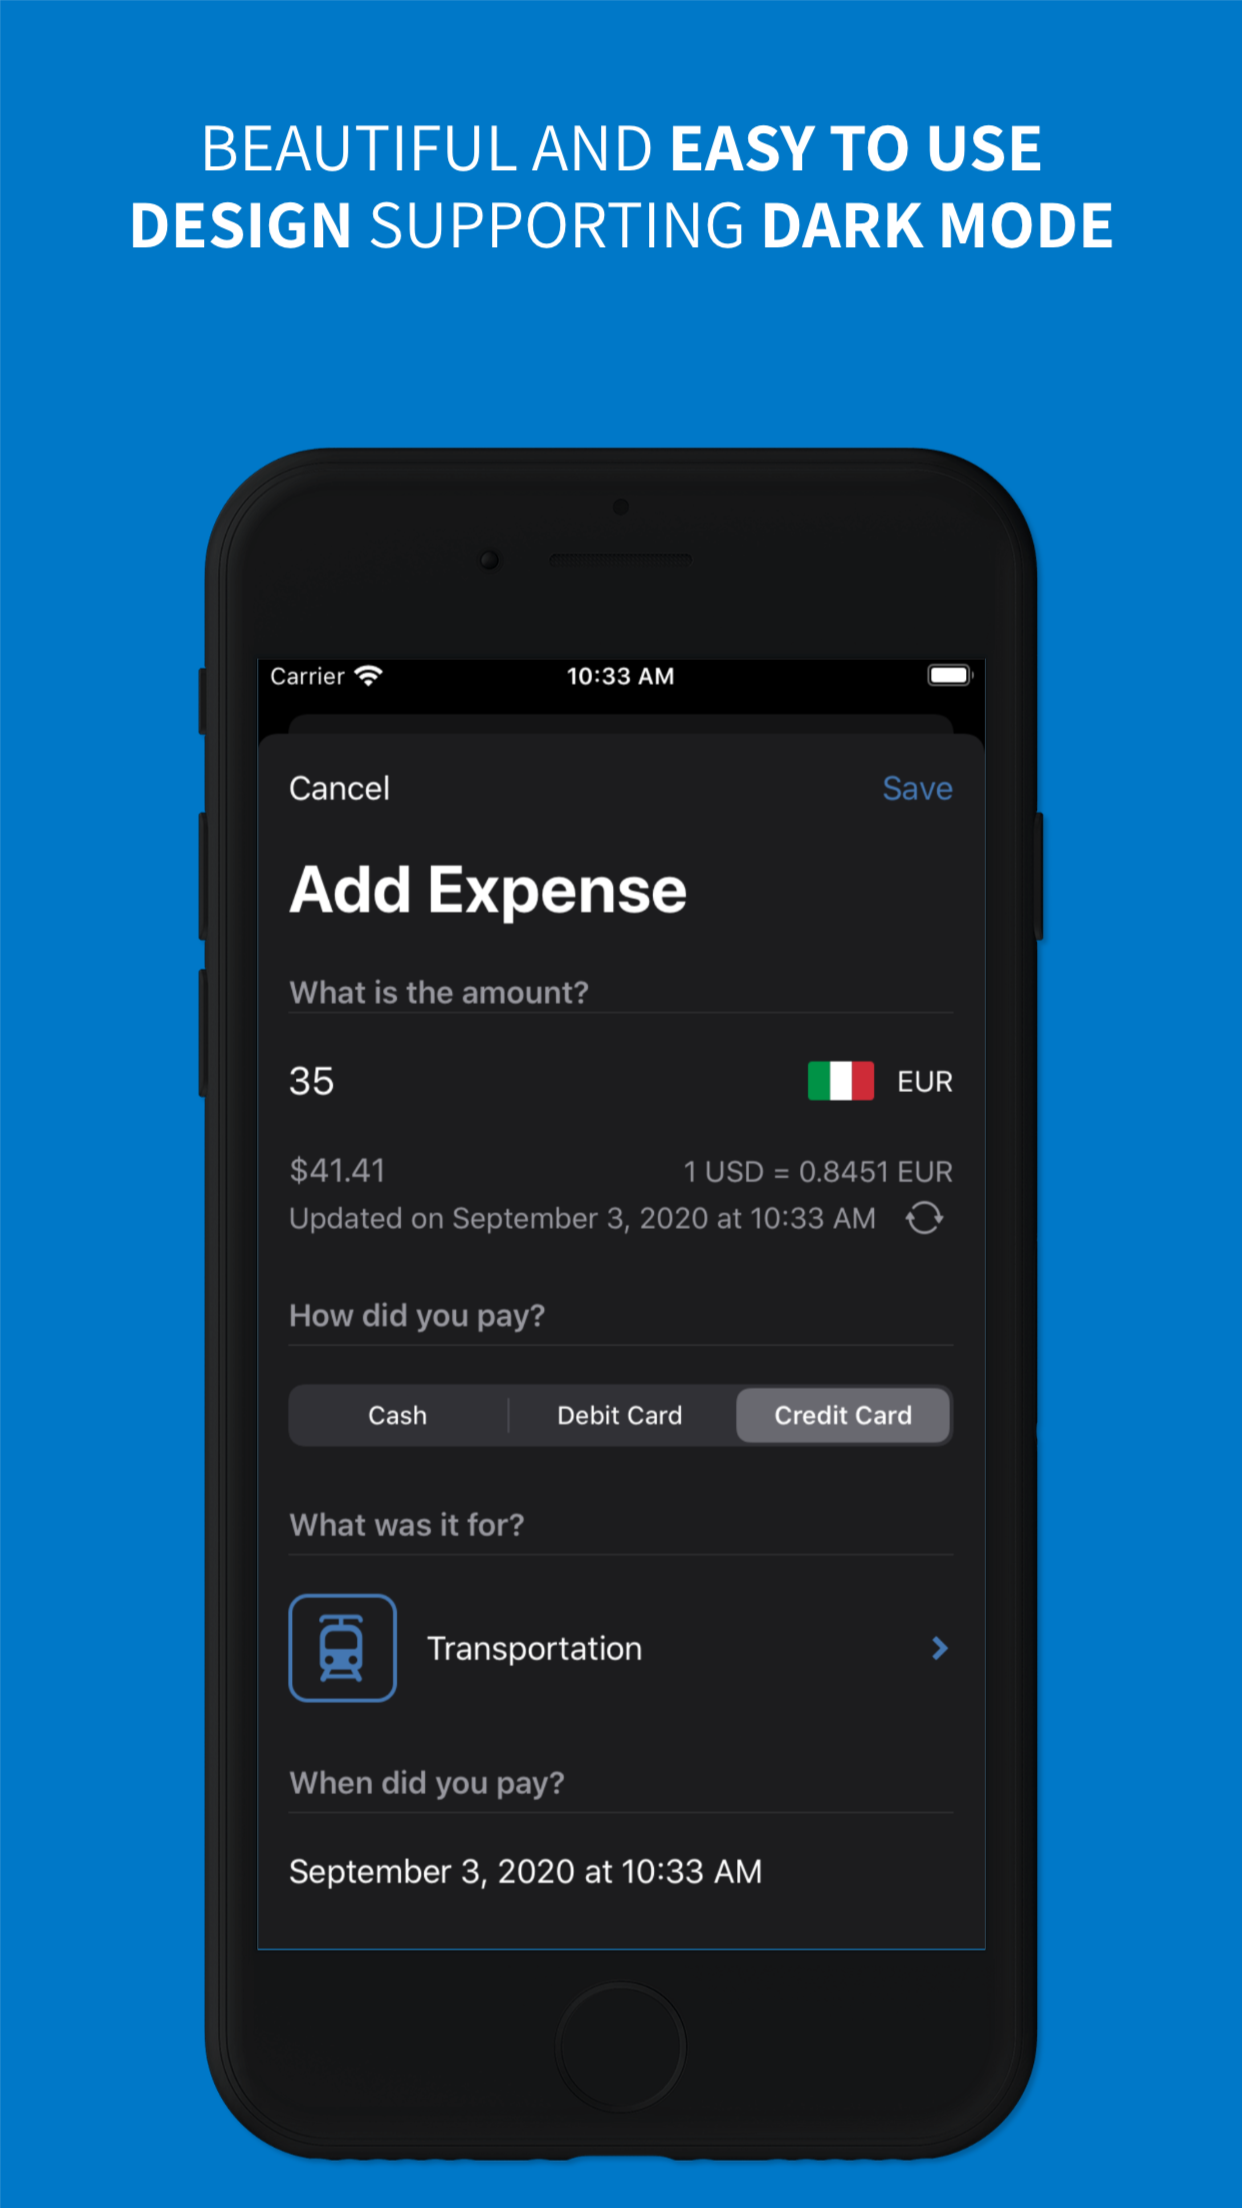 BEAUTIFUL AND EASY TO USE
DESIGN SUPPORTING DARK MODE
Carrier 10:33 AM
Cancel Save
Add Expense
What is the amount?
35 EUR
$41.41 1 USD = 0.8451 EUR
Updated on September 3, 2020 at 10:33 AM
How did you pay?
Cash Debit Card Credit Card
What was it for?
Transportation
When did you pay?
September 3, 2020 at 10:33 AM